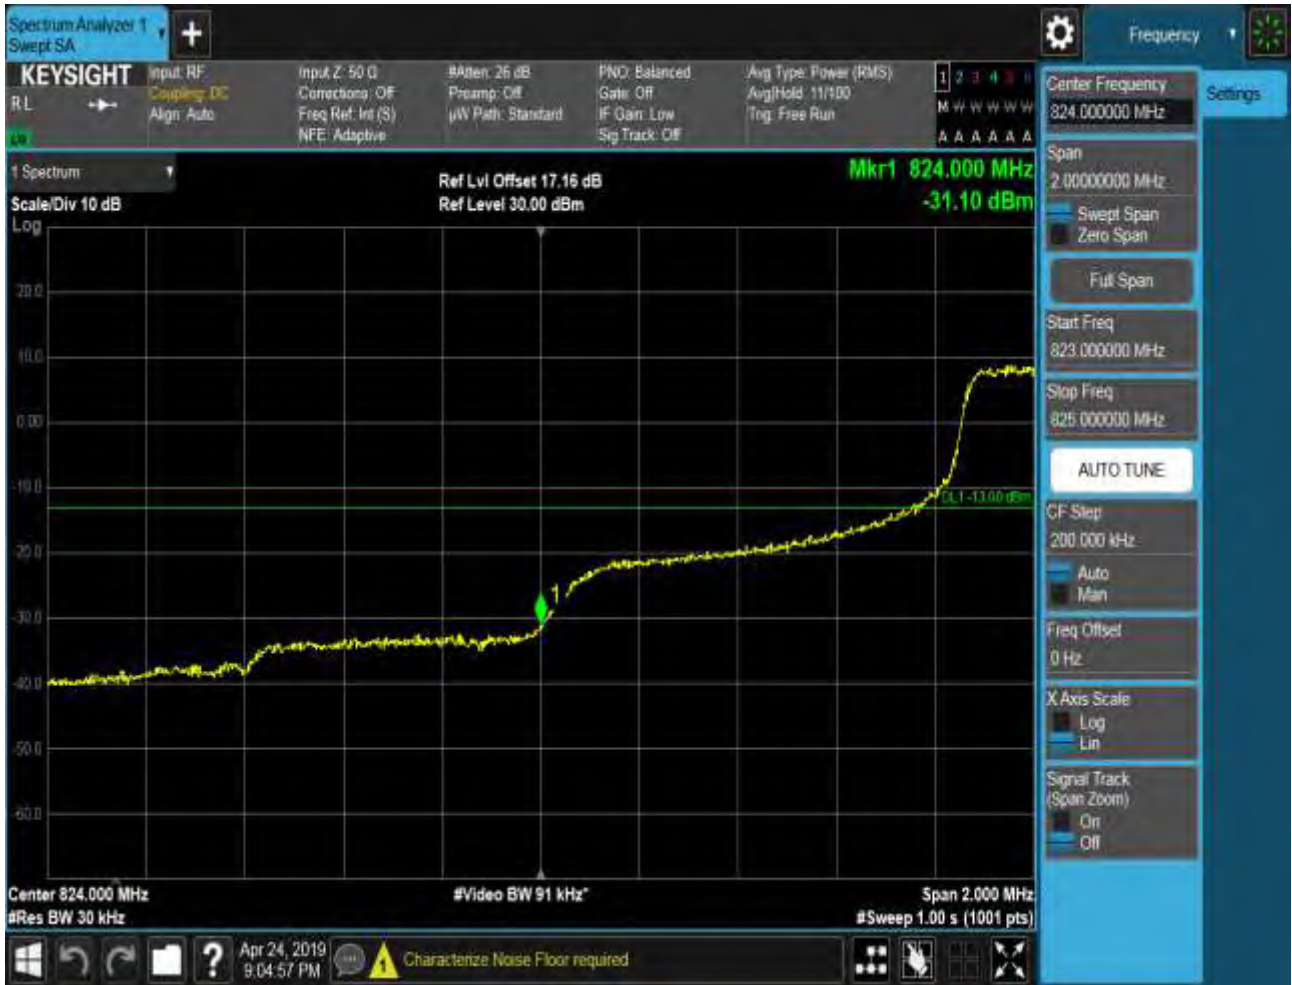 Spectrum Analyzer 1
Swept SA
+
Frequency
KEYSIGHT
RL
Input: RF
Coupling: DC
Align: Auto
Input Z: 50 Ω
Corrections: Off
Freq Ref: Int (S)
NFE: Adaptive
#Atten: 26 dB
Preamp: Off
µW Path: Standard
PNO: Balanced
Gate: Off
IF Gain: Low
Sig Track: Off
Avg Type: Power (RMS)
Avg|Hold: 11/100
Trig: Free Run
1 2 3 4 5 6
M W W W W W
A A A A A A
1 Spectrum
Scale/Div 10 dB
Log
Ref Lvl Offset 17.16 dB
Ref Level 30.00 dBm
Mkr1 824.000 MHz
-31.10 dBm
20.0
10.0
0.00
-10.0
-20.0
-30.0
-40.0
-50.0
-60.0
DL1 -13.00 dBm
1
Center 824.000 MHz
#Res BW 30 kHz
#Video BW 91 kHz*
Span 2.000 MHz
#Sweep 1.00 s (1001 pts)
Center Frequency
824.000000 MHz
Settings
Span
2.00000000 MHz
Swept Span
Zero Span
Full Span
Start Freq
823.000000 MHz
Stop Freq
825.000000 MHz
AUTO TUNE
CF Step
200.000 kHz
Auto
Man
Freq Offset
0 Hz
X Axis Scale
Log
Lin
Signal Track
(Span Zoom)
On
Off
?
Apr 24, 2019
9:04:57 PM
1
Characterize Noise Floor required